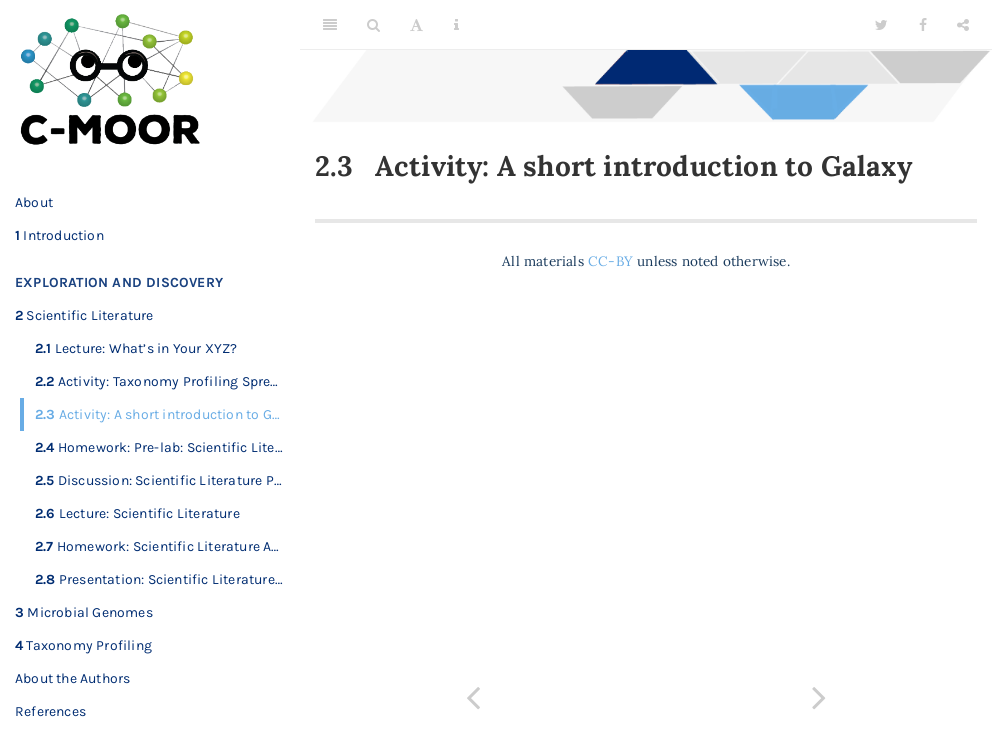 C-MOOR
About
1 Introduction
EXPLORATION AND DISCOVERY
2 Scientific Literature
2.1 Lecture: What's in Your XYZ?
2.2 Activity: Taxonomy Profiling Spre...
2.3 Activity: A short introduction to G...
2.4 Homework: Pre-lab: Scientific Lite...
2.5 Discussion: Scientific Literature P...
2.6 Lecture: Scientific Literature
2.7 Homework: Scientific Literature A...
2.8 Presentation: Scientific Literature...
3 Microbial Genomes
4 Taxonomy Profiling
About the Authors
References
2.3 Activity: A short introduction to Galaxy
All materials CC-BY unless noted otherwise.